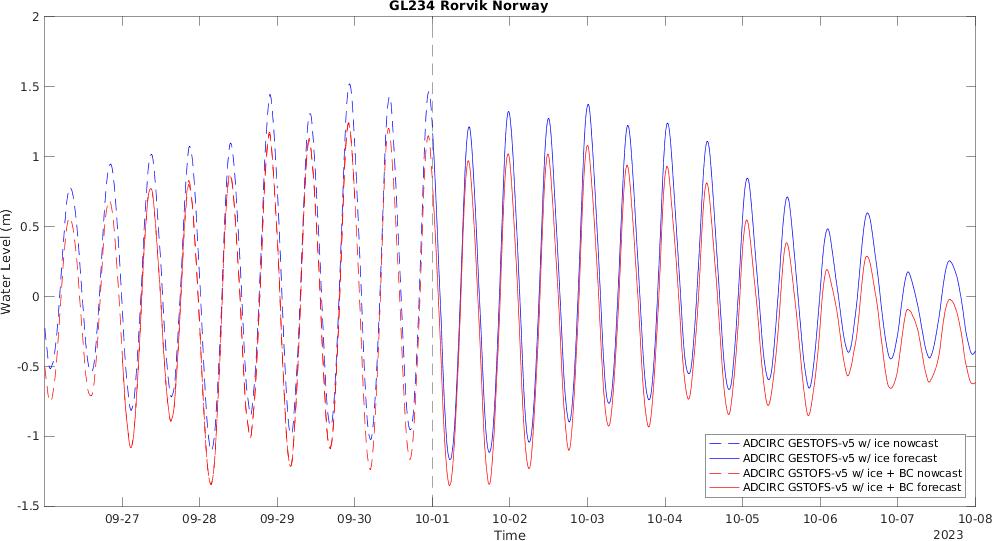 GL234 Rorvik Norway
2
1.5
1
0.5
0
-0.5
-1
-1.5
Water Level (m)
09-27 09-28 09-29 09-30 10-01 10-02 10-03 10-04 10-05 10-06 10-07 10-08
Time
2023
ADCIRC GESTOFS-v5 w/ ice nowcast
ADCIRC GESTOFS-v5 w/ ice forecast
ADCIRC GSTOFS-v5 w/ ice + BC nowcast
ADCIRC GSTOFS-v5 w/ ice + BC forecast